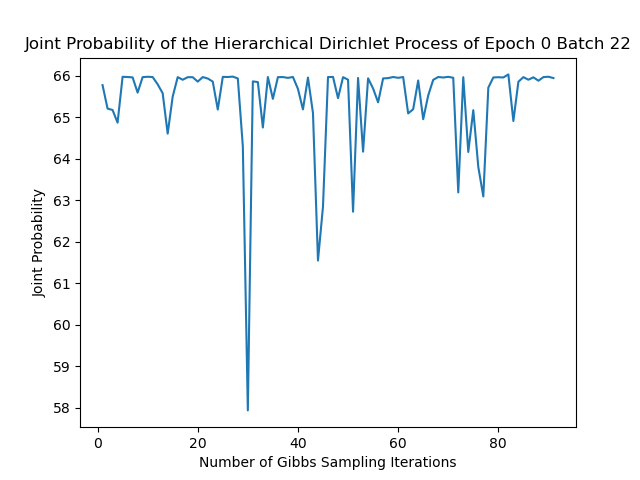 Joint Probability of the Hierarchical Dirichlet Process of Epoch 0 Batch 22
66
65
64
63
62
61
60
59
58
Joint Probability
0 20 40 60 80
Number of Gibbs Sampling Iterations